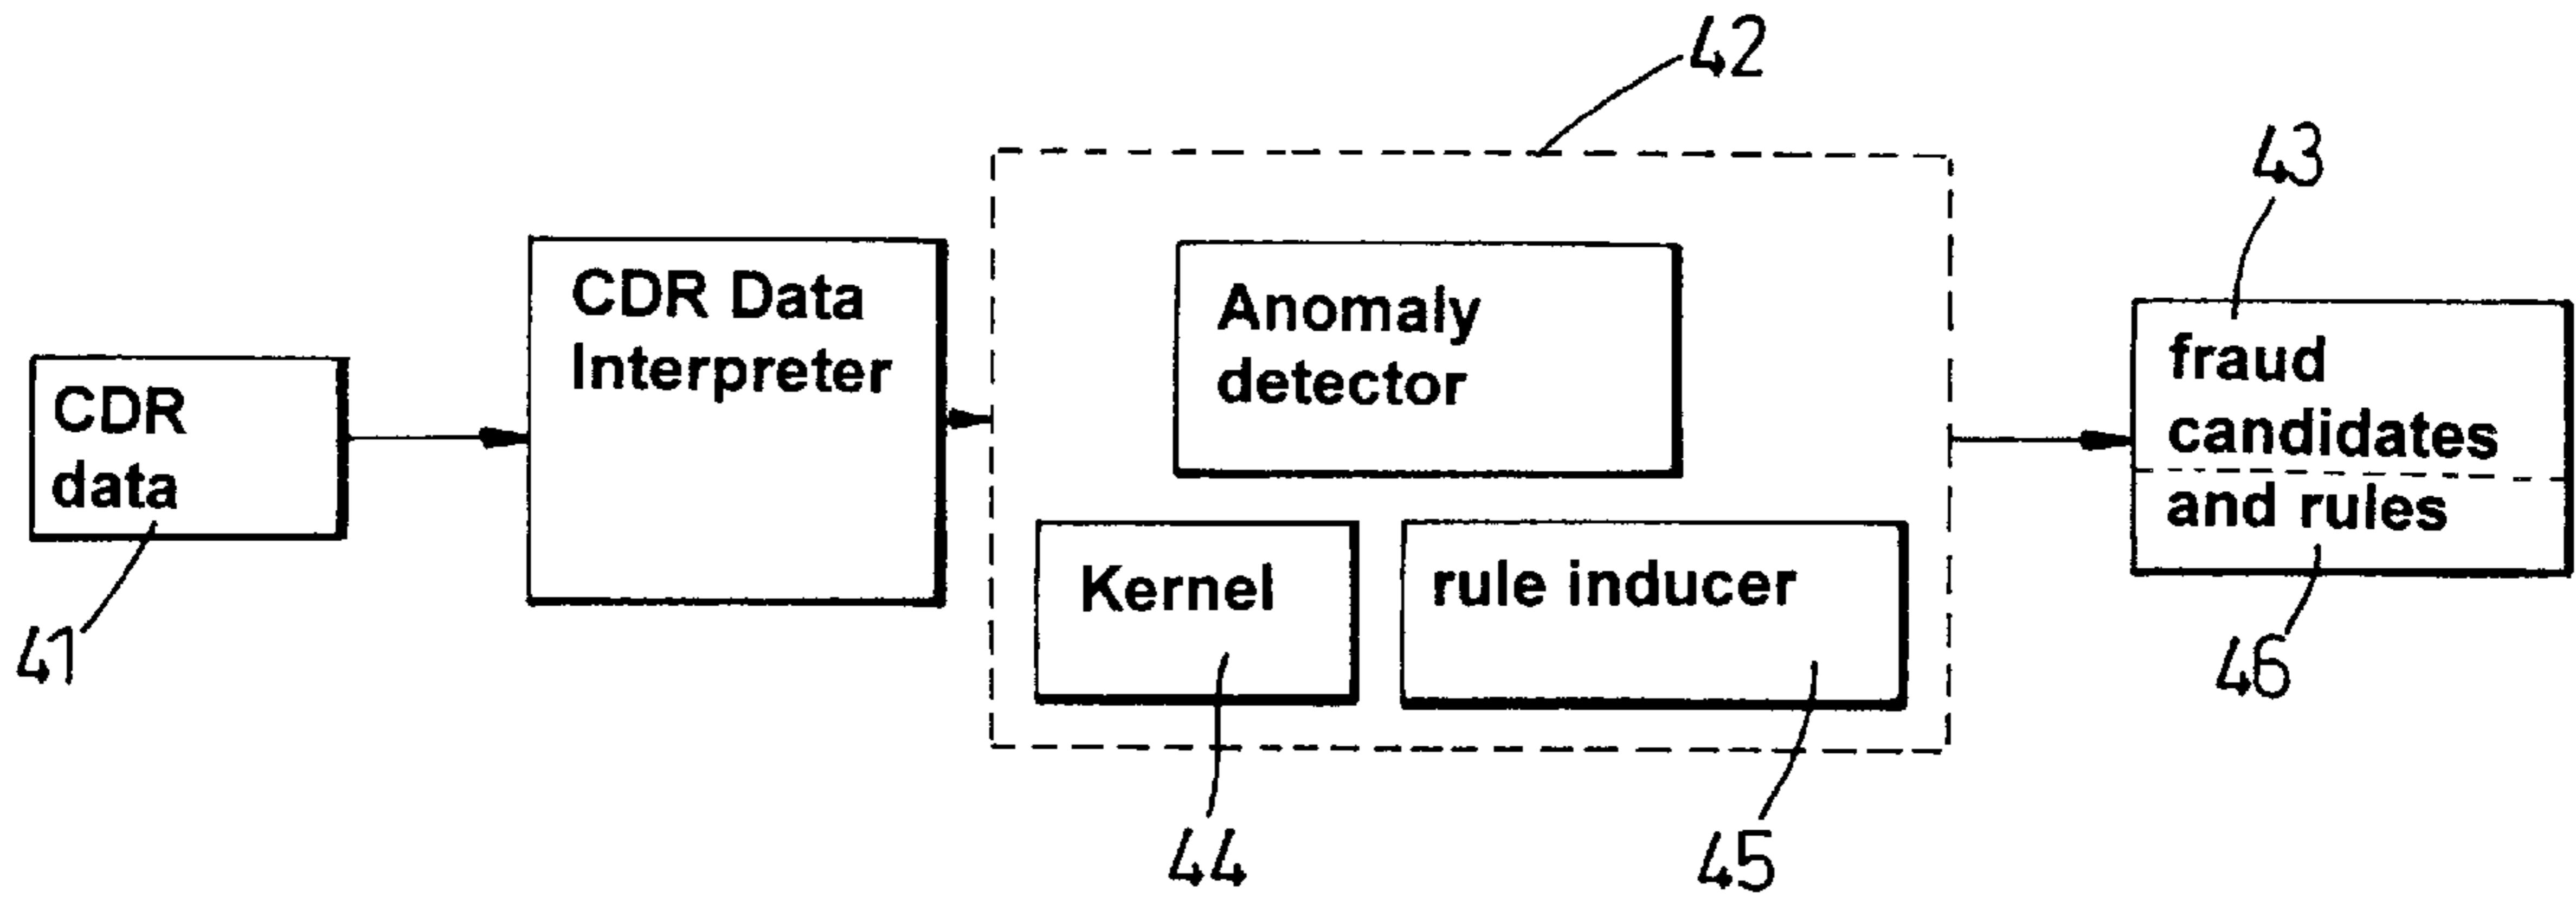 42
43
CDR Data
Interpreter
Anomaly
detector
CDR
data
fraud
candidates
and rules
Kernel
rule inducer
41
46
44
45